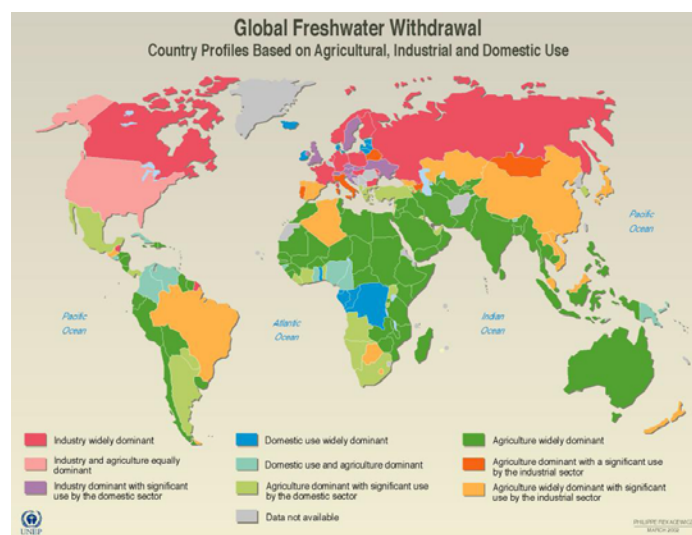 Global Freshwater Withdrawal
Country Profiles Based on Agricultural, Industrial and Domestic Use
Pacific
Ocean
Pacific
Ocean
Atlantic
Ocean
Indian
Ocean
Industry widely dominant
Industry and agriculture equally
dominant
Industry dominant with significant
use by the domestic sector
Domestic use widely dominant
Domestic use and agriculture dominant
Agriculture dominant with significant use
by the domestic sector
Data not available
Agriculture widely dominant
Agriculture dominant with a significant use
by the industrial sector
Agriculture widely dominant with significant
use by the industrial sector
UNEP
PHILIPPE REKACEWICZ